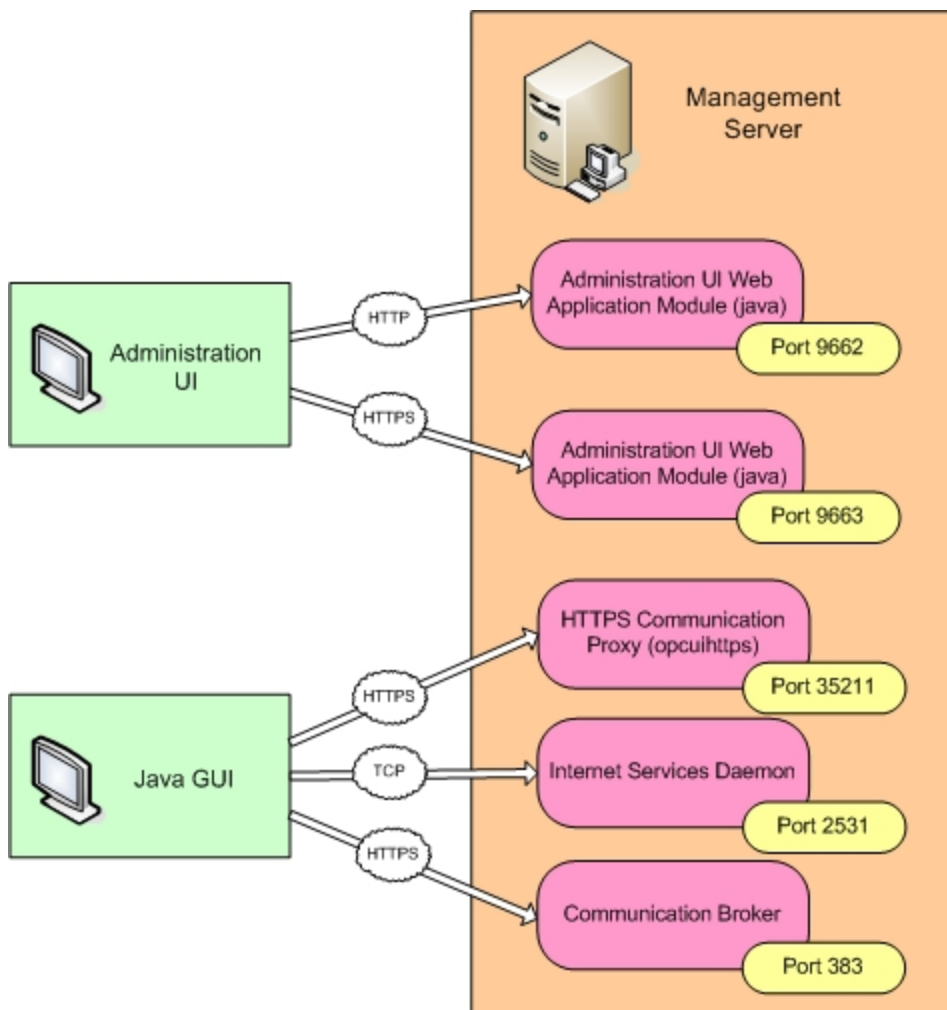 Management
Server
Administration UI Web
Application Module (java)
Port 9662
HTTP
Administration
UI
HTTPS
Administration UI Web
Application Module (java)
Port 9663
HTTPS Communication
Proxy (opcuihttps)
Port 35211
HTTPS
Java GUI
TCP
Internet Services Daemon
Port 2531
HTTPS
Communication Broker
Port 383